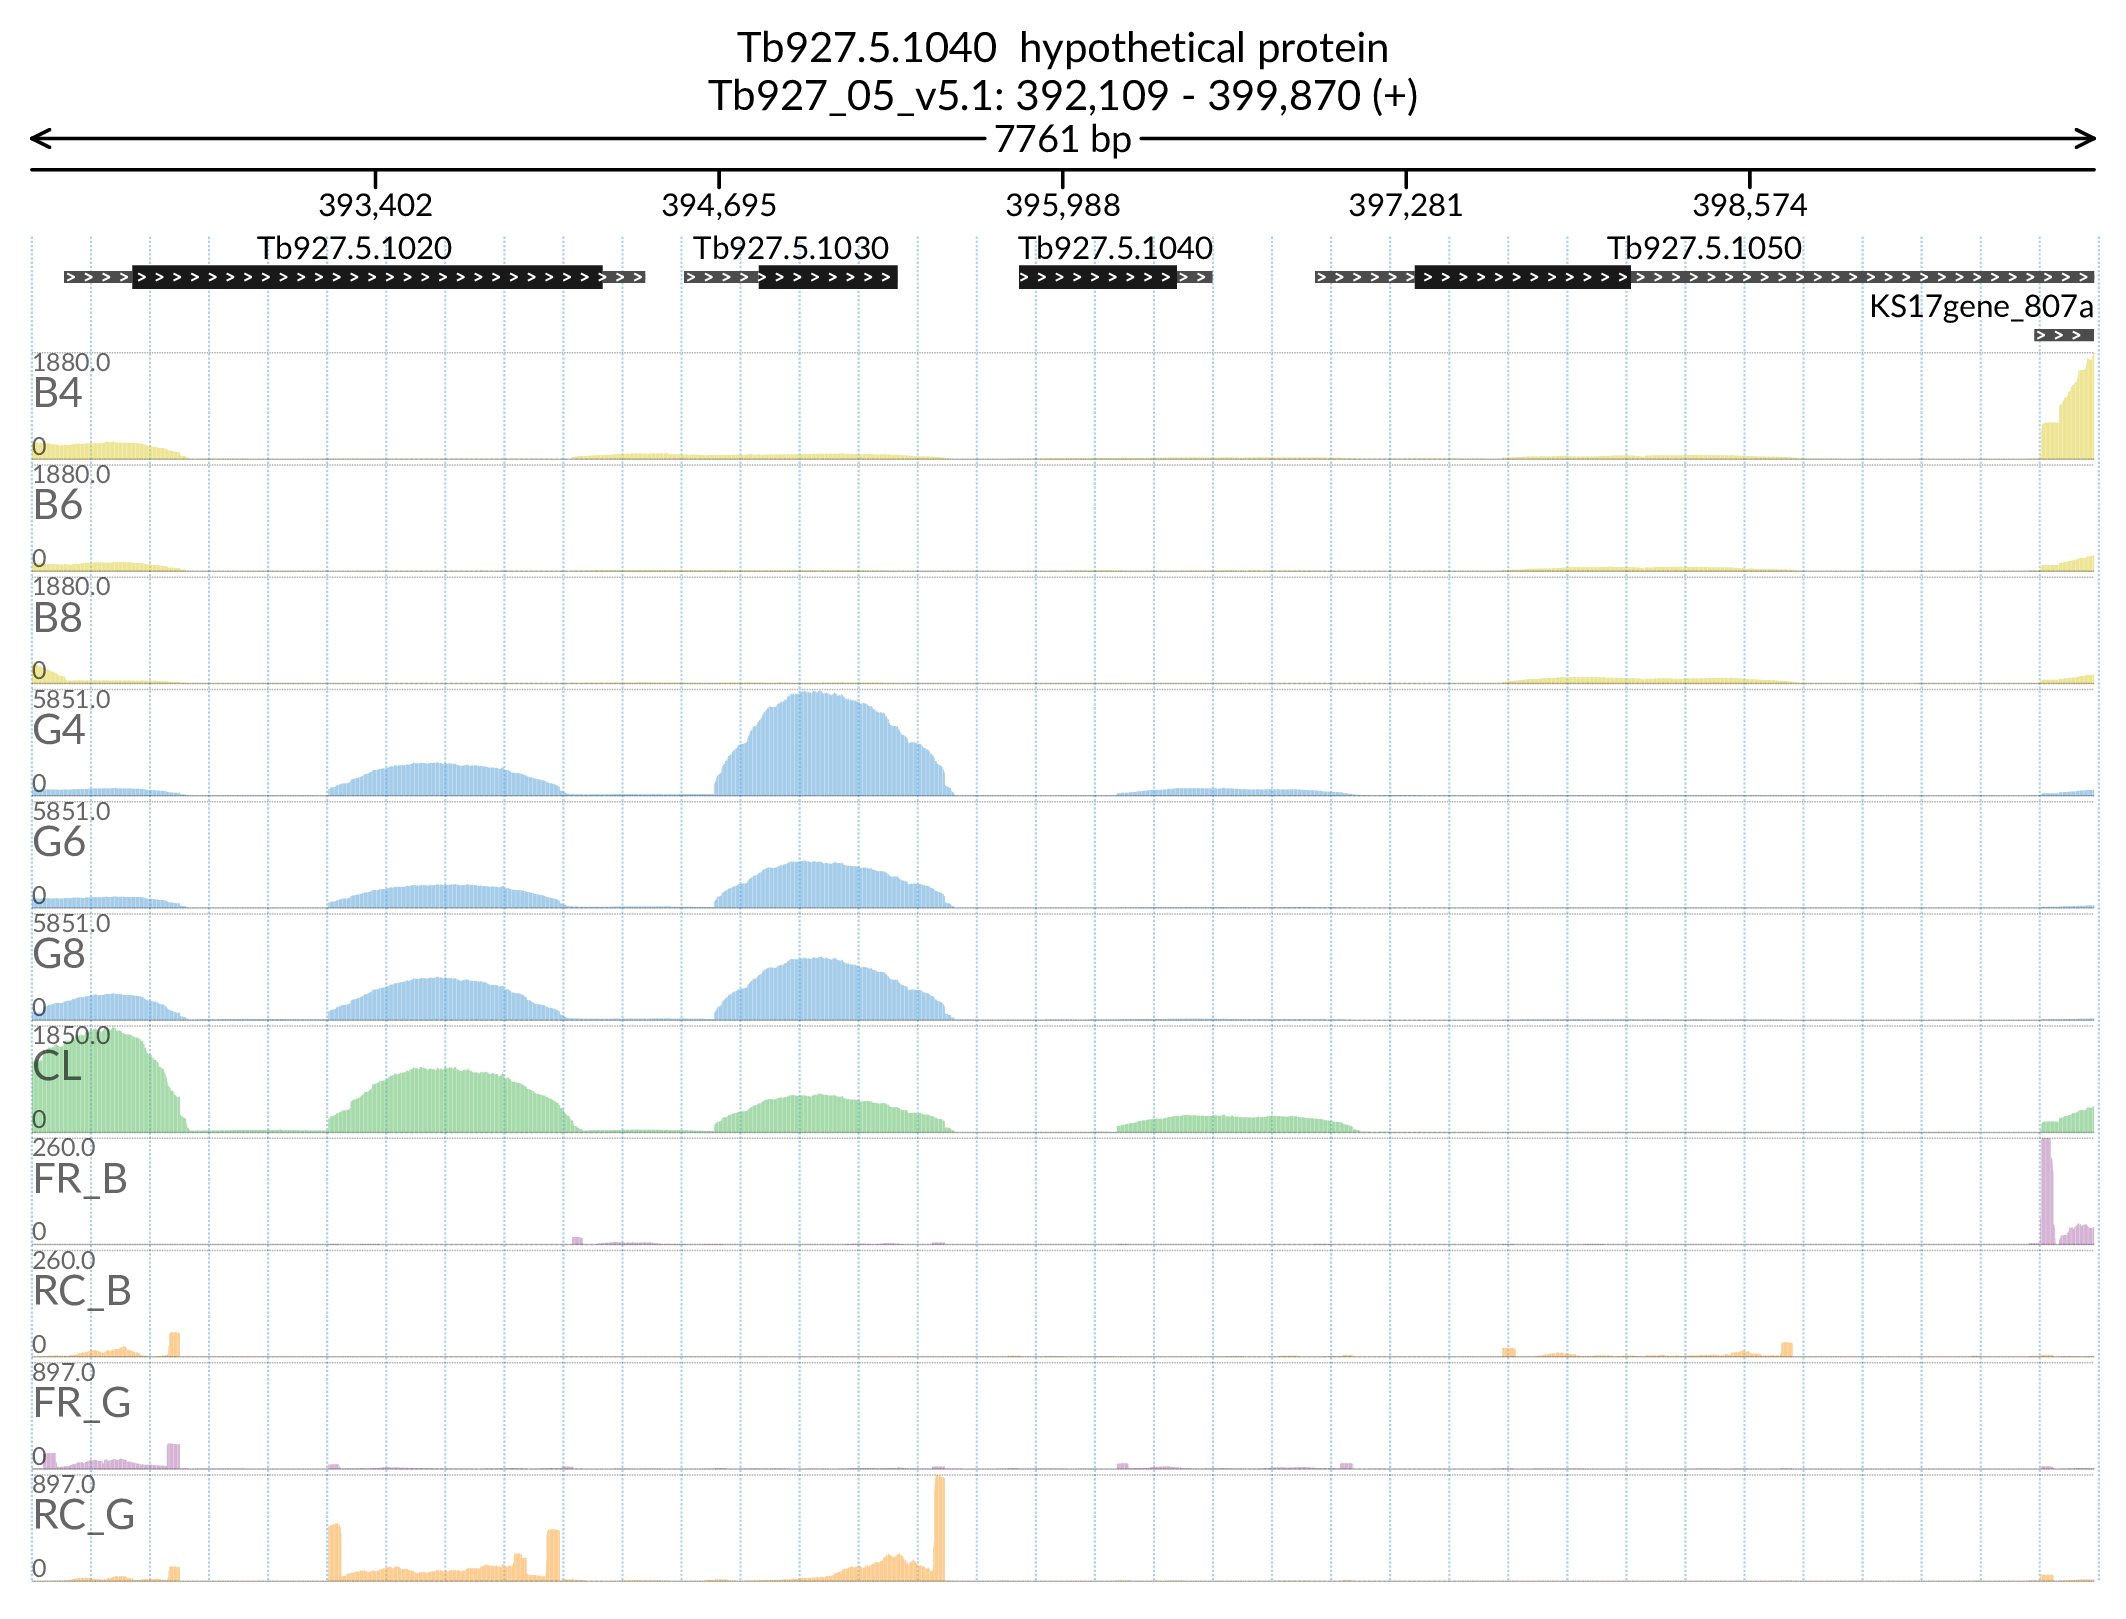 Tb927.5.1040 hypothetical protein
Tb927_05_v5.1: 392,109 - 399,870 (+)
7761 bp
393,402 394,695 395,988 397,281 398,574
Tb927.5.1020 Tb927.5.1030 Tb927.5.1040 Tb927.5.1050
KS17gene_807a
1880.0
B4
0
1880.0
B6
0
1880.0
B8
0
5851.0
G4
0
5851.0
G6
0
5851.0
G8
0
1850.0
CL
0
260.0
FR_B
0
260.0
RC_B
0
897.0
FR_G
0
897.0
RC_G
0